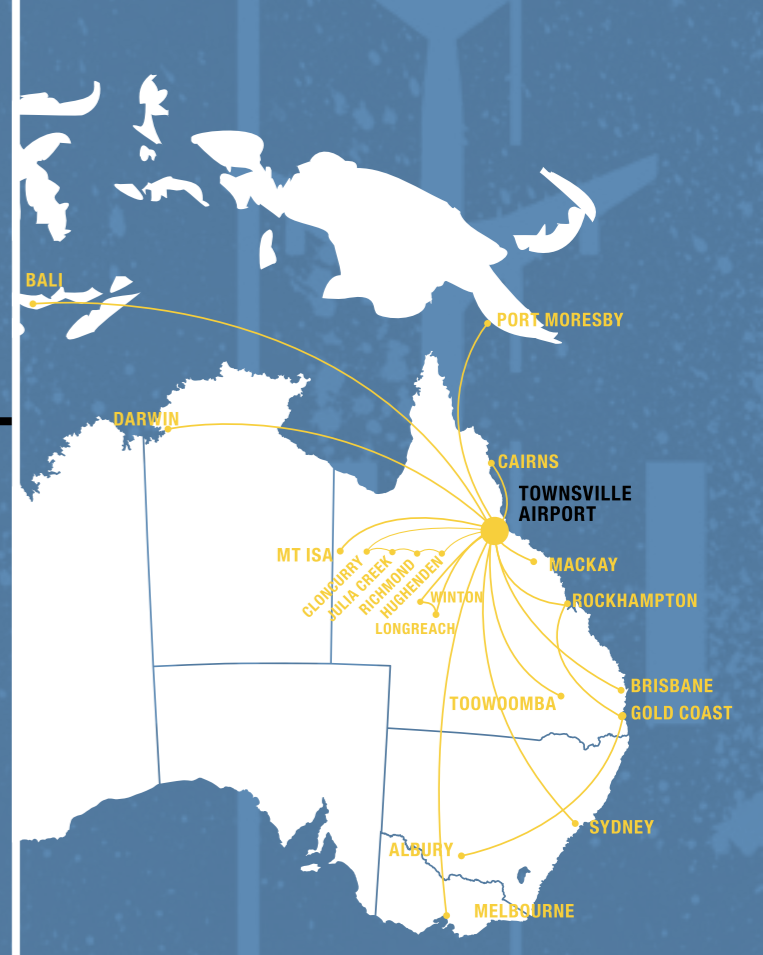 BALI
PORT MORESBY
DARWIN
CAIRNS
TOWNSVILLE
AIRPORT
MT ISA
CLONCURRY
JULIA CREEK
RICHMOND
HUGHENDEN
MACKAY
WINTON
ROCKHAMPTON
LONGREACH
BRISBANE
TOOWOOMBA
GOLD COAST
SYDNEY
ALBURY
MELBOURNE